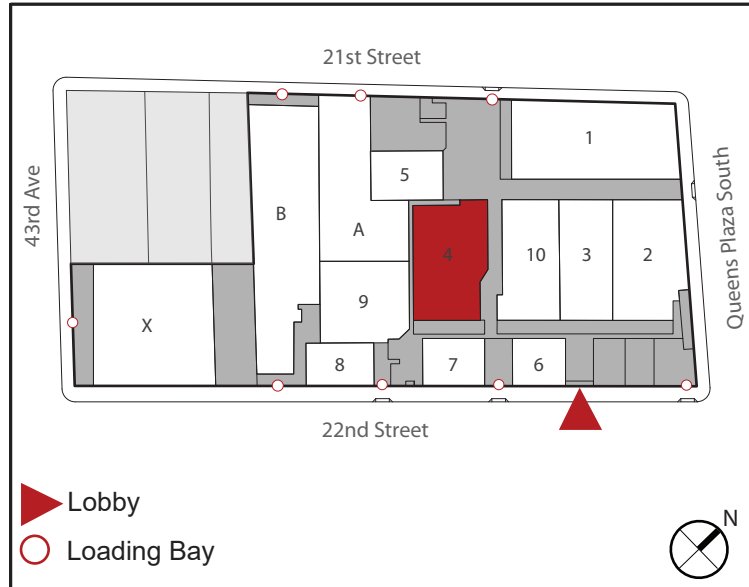 21st Street
43rd Ave
Queens Plaza South
1
5
B
A
4
10
3
2
9
X
8
7
6
22nd Street
Lobby
Loading Bay
N